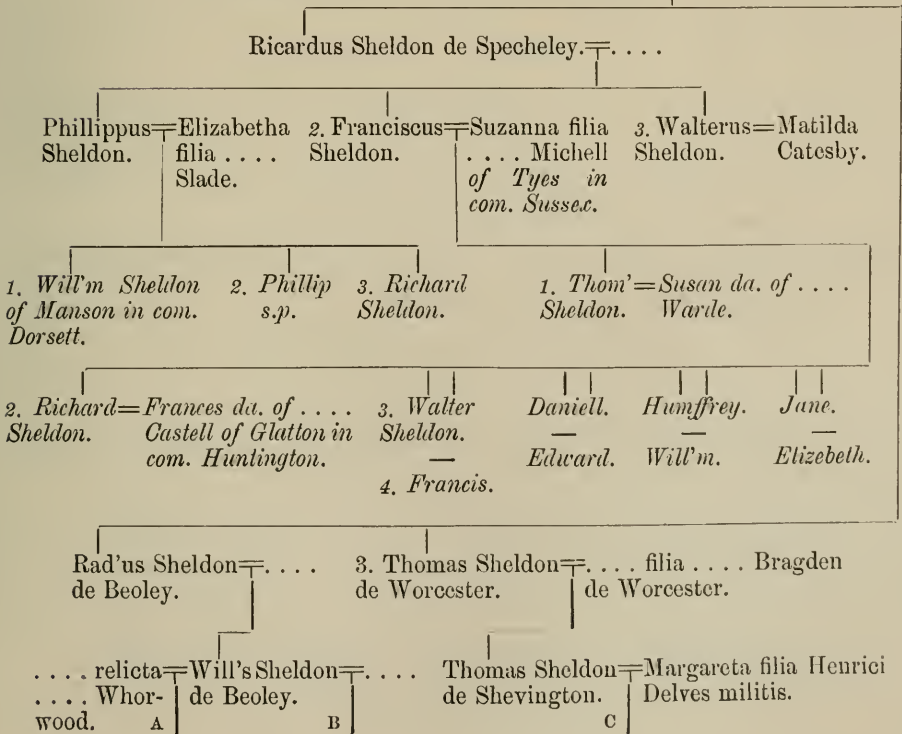 Ricardus Sheldon de Specheley.=. . . .
Phillippus=Elizabetha 2. Franciscus=Suzanna filia 3. Walterus=Matilda
Sheldon. filia . . . . Sheldon. . . . . Michell Sheldon. Catesby.
Slade. of Tyes in
com. Sussex.
1. Will'm Sheldon 2. Phillip 3. Richard 1. Thom'=Susan da. of . . . .
of Manson in com. s.p. Sheldon. Sheldon. Warde.
Dorsett.
2. Richard=Frances da. of . . . . 3. Walter Daniell. Humffrey. Jane.
Sheldon. Castell of Glatton in Sheldon. — — —
com. Huntington. — Edward. Will'm. Elizebeth.
4. Francis.
Rad'us Sheldon=. . . . 3. Thomas Sheldon=. . . . filia . . . . Bragden
de Beoley. de Worcester. de Worcester.
. . . . relicta=Will's Sheldon=. . . . Thomas Sheldon=Margareta filia Henrici
. . . . Whor- de Beoley. de Shevington. Delves militis.
wood. A B C